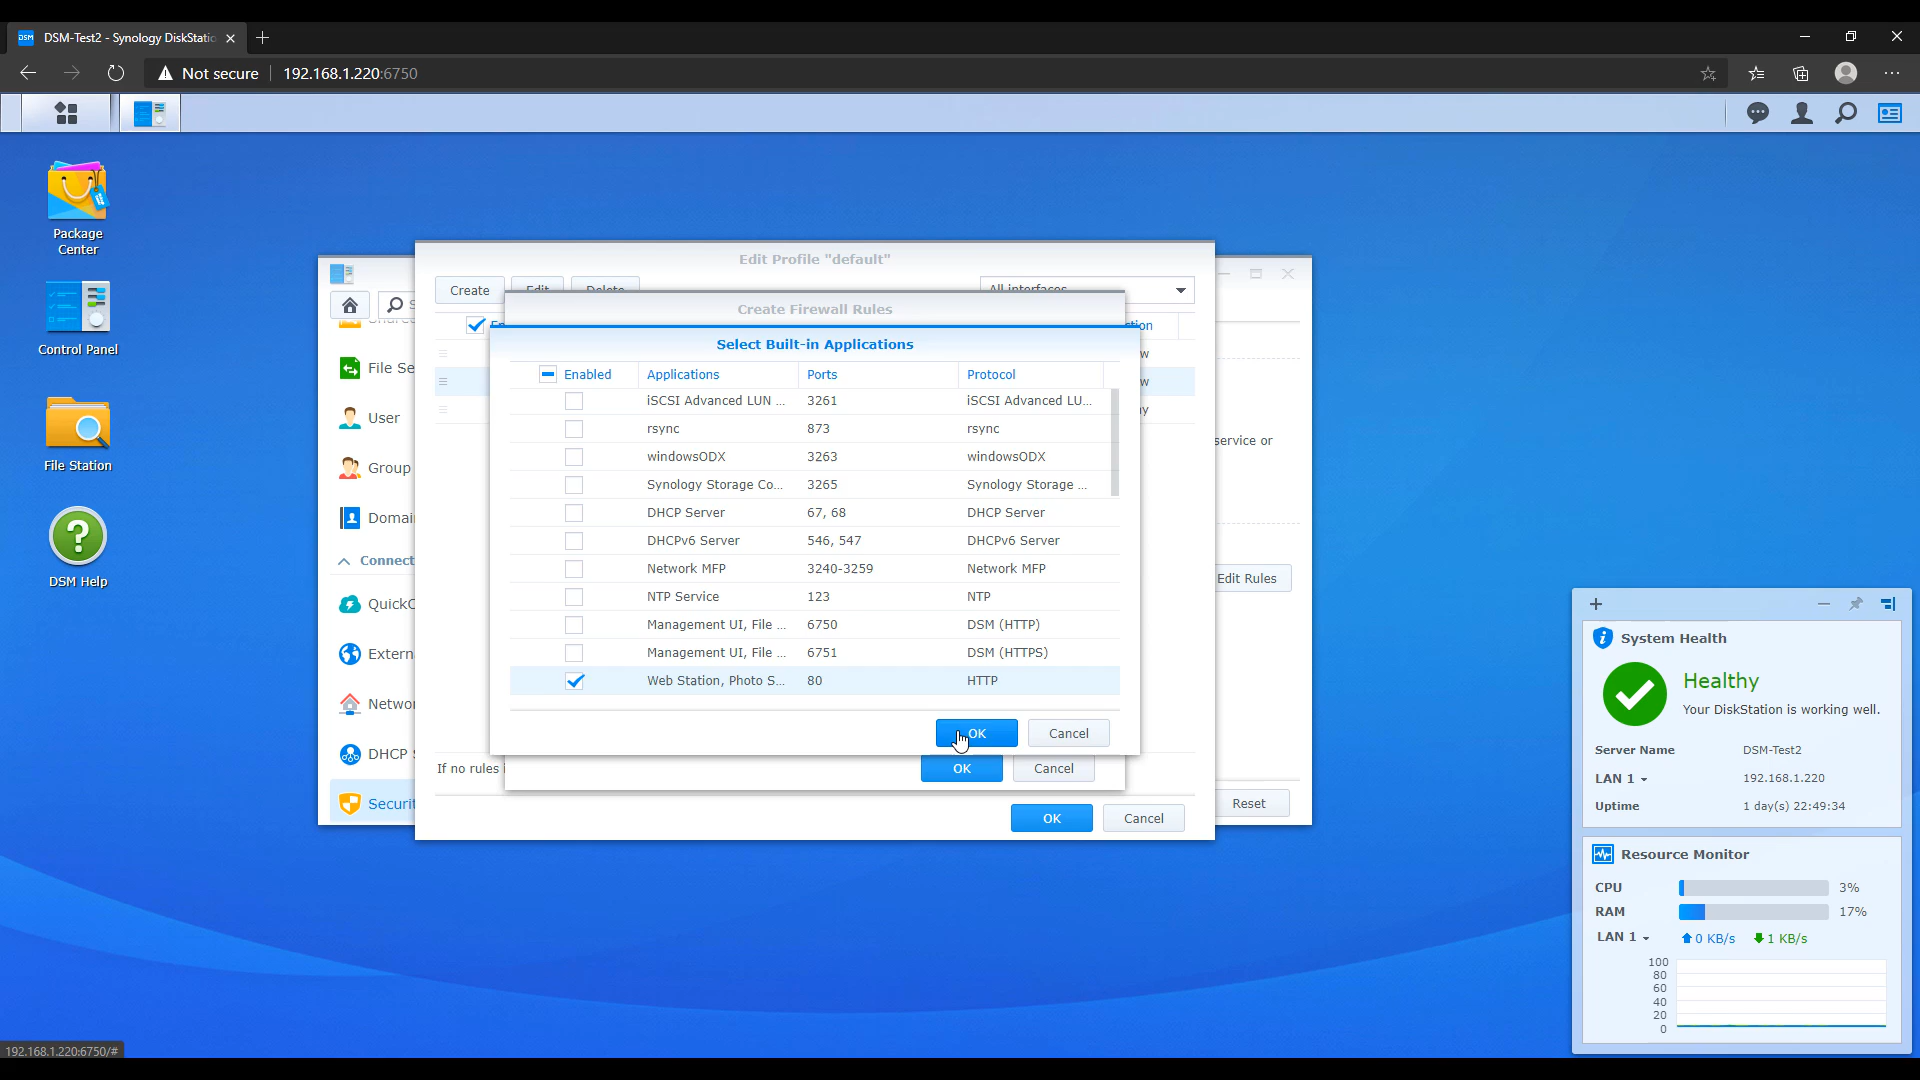 DSM-Test2 - Synology DiskStatio
Not secure
192.168.1.220:6750
Package
Center
Control Panel
File Station
DSM Help
File Se
User
Group
Domai
Connect
QuickC
Extern
Networ
DHCP S
Securit
Edit Profile "default"
Create
Edit
Delete
All interfaces
Create Firewall Rules
Select Built-in Applications
Enabled Applications Ports Protocol
iSCSI Advanced LUN ... 3261 iSCSI Advanced LU...
rsync 873 rsync
windowsODX 3263 windowsODX
Synology Storage Co... 3265 Synology Storage ...
DHCP Server 67, 68 DHCP Server
DHCPv6 Server 546, 547 DHCPv6 Server
Network MFP 3240-3259 Network MFP
NTP Service 123 NTP
Management UI, File ... 6750 DSM (HTTP)
Management UI, File ... 6751 DSM (HTTPS)
Web Station, Photo S... 80 HTTP
OK Cancel
If no rules
OK Cancel
OK Cancel
service or
Edit Rules
Reset
System Health
Healthy
Your DiskStation is working well.
Server Name DSM-Test2
LAN 1 192.168.1.220
Uptime 1 day(s) 22:49:34
Resource Monitor
CPU 3%
RAM 17%
LAN 1 0 KB/s 1 KB/s
100
80
60
40
20
0
192.168.1.220:6750/#